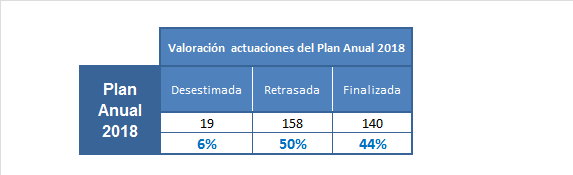 Valoración actuaciones del Plan Anual 2018
Plan
Anual
2018
Desestimada Retrasada Finalizada
19 158 140
6% 50% 44%